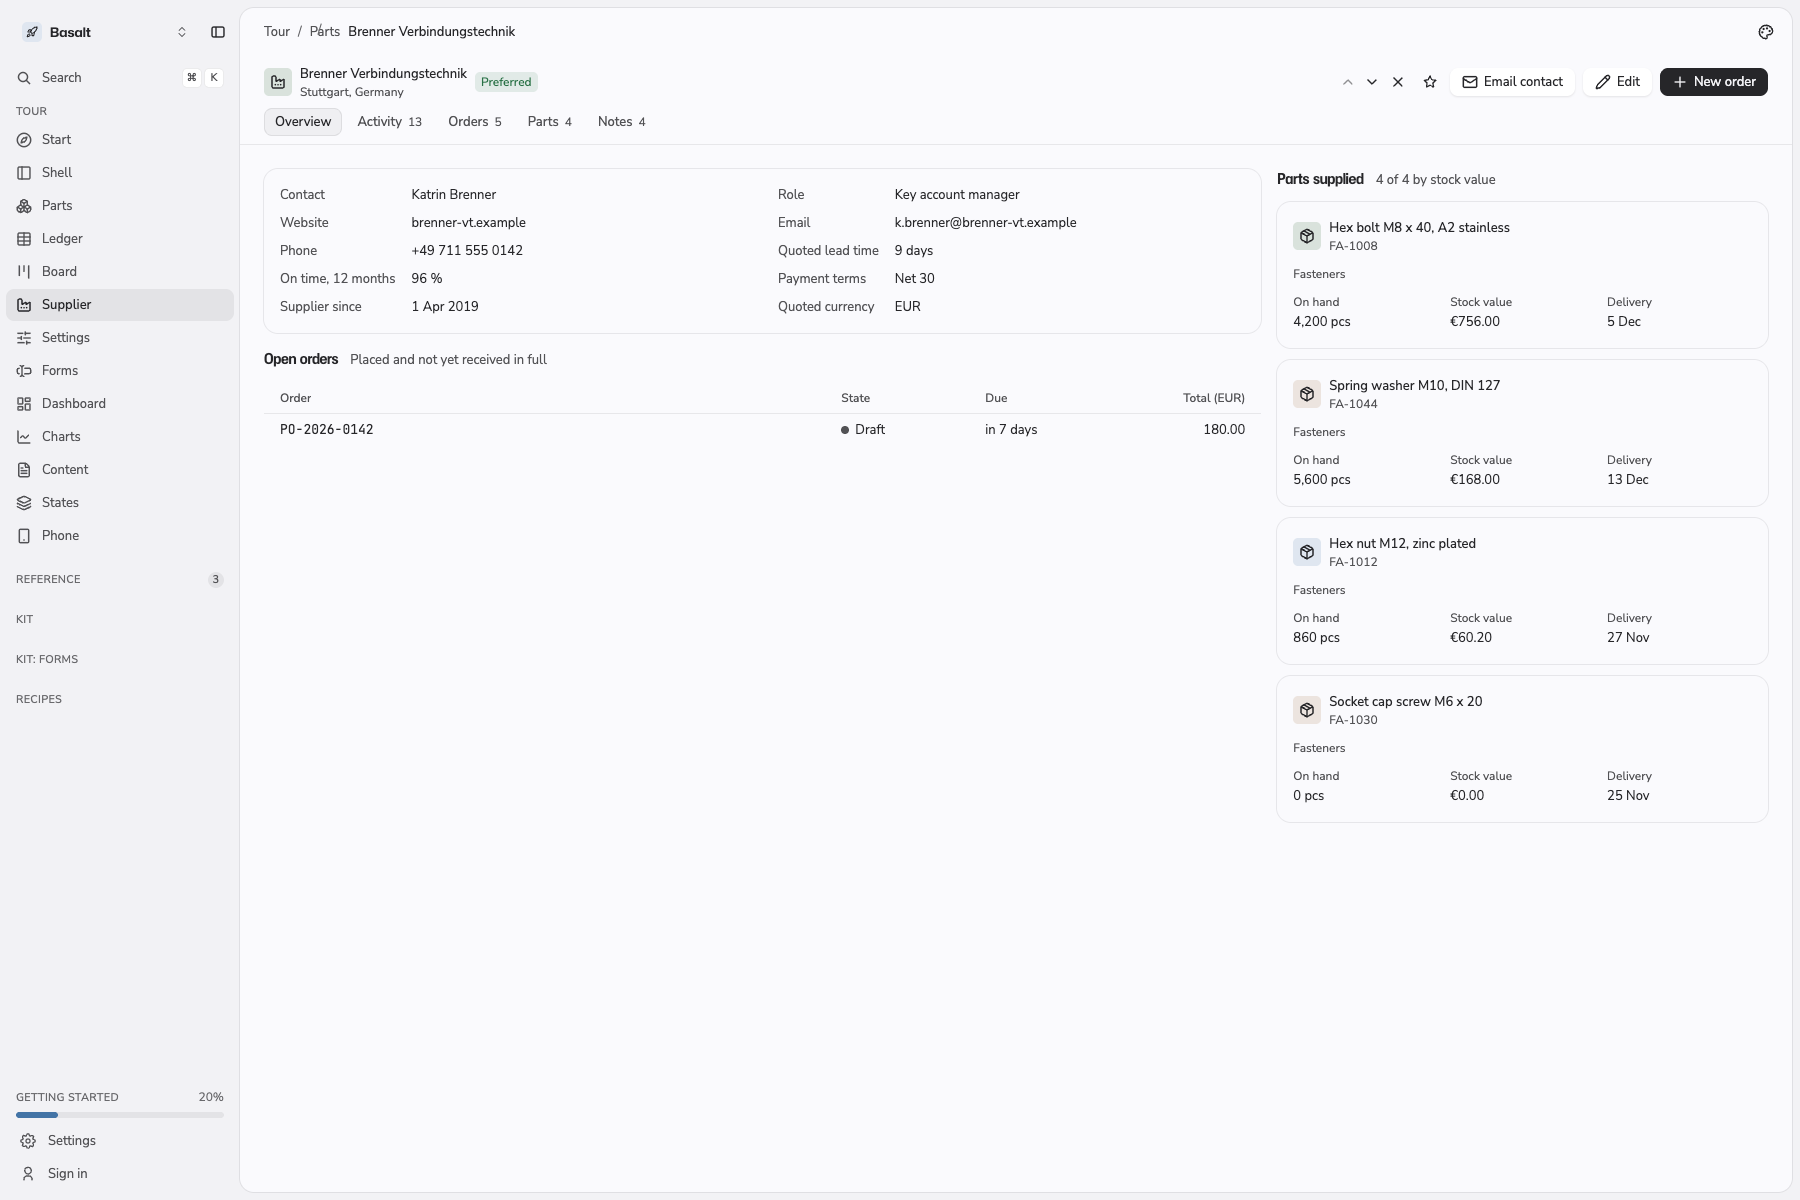 Basalt
Search ⌘ K
TOUR
Start
Shell
Parts
Ledger
Board
Supplier
Settings
Forms
Dashboard
Charts
Content
States
Phone
REFERENCE 3
KIT
KIT: FORMS
RECIPES
GETTING STARTED 20%
Settings
Sign in
Tour / Parts / Brenner Verbindungstechnik
Brenner Verbindungstechnik
Stuttgart, Germany
Preferred
Email contact
Edit
New order
Overview Activity 13 Orders 5 Parts 4 Notes 4
Contact Katrin Brenner Role Key account manager
Website brenner-vt.example Email k.brenner@brenner-vt.example
Phone +49 711 555 0142 Quoted lead time 9 days
On time, 12 months 96 % Payment terms Net 30
Supplier since 1 Apr 2019 Quoted currency EUR
Open orders Placed and not yet received in full
Order State Due Total (EUR)
PO-2026-0142 Draft in 7 days 180.00
Parts supplied 4 of 4 by stock value
Hex bolt M8 x 40, A2 stainless
FA-1008
Fasteners
On hand Stock value Delivery
4,200 pcs €756.00 5 Dec
Spring washer M10, DIN 127
FA-1044
Fasteners
On hand Stock value Delivery
5,600 pcs €168.00 13 Dec
Hex nut M12, zinc plated
FA-1012
Fasteners
On hand Stock value Delivery
860 pcs €60.20 27 Nov
Socket cap screw M6 x 20
FA-1030
Fasteners
On hand Stock value Delivery
0 pcs €0.00 25 Nov